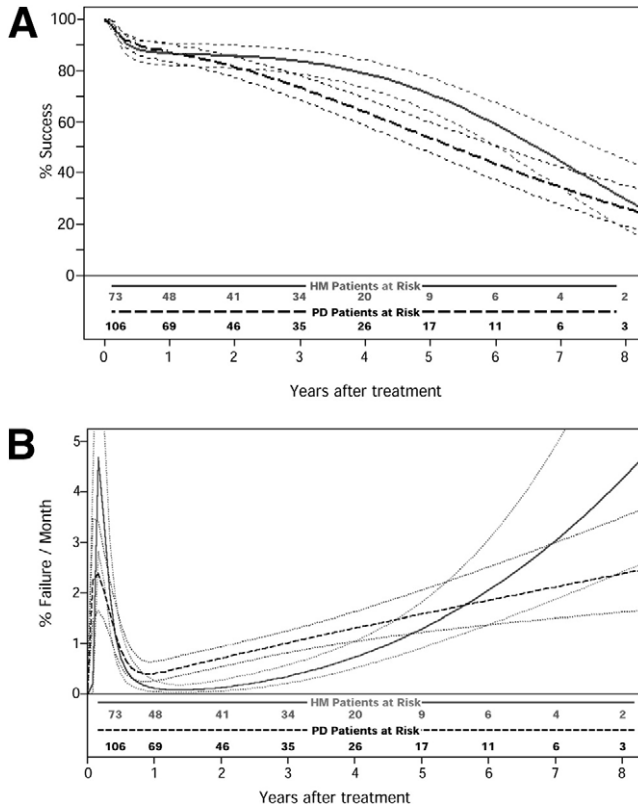 A
100
80
60
40
20
0
% Success
HM Patients at Risk
73 48 41 34 20 9 6 4 2
PD Patients at Risk
106 69 46 35 26 17 11 6 3
0 1 2 3 4 5 6 7 8
Years after treatment
B
5
4
3
2
1
0
% Failure / Month
HM Patients at Risk
73 48 41 34 20 9 6 4 2
PD Patients at Risk
106 69 46 35 26 17 11 6 3
0 1 2 3 4 5 6 7 8
Years after treatment